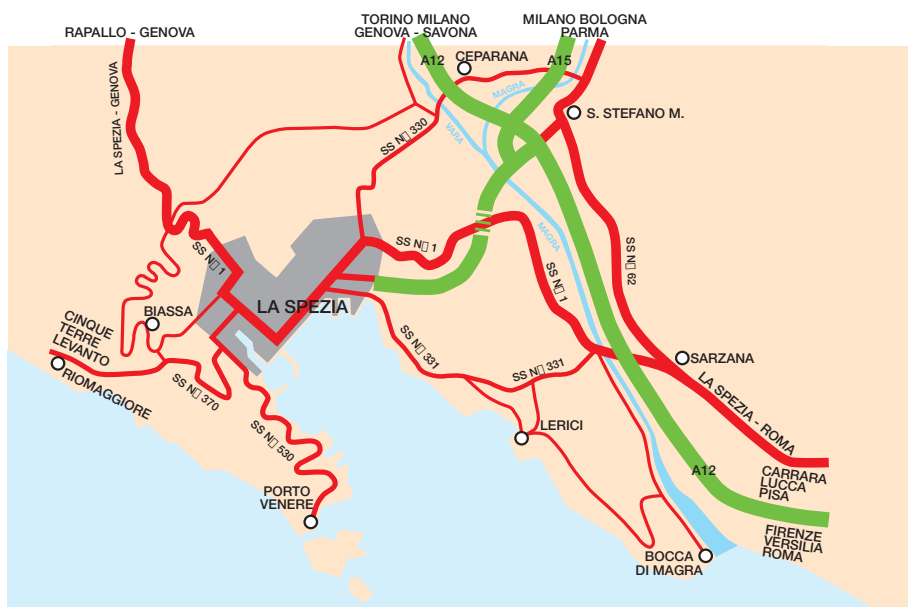 RAPALLO - GENOVA
TORINO MILANO
GENOVA - SAVONA
MILANO BOLOGNA
PARMA
A12
CEPARANA
A15
LA SPEZIA - GENOVA
MAGRA
S. STEFANO M.
SS N▯ 330
VARA
SS N▯ 1
SS N▯ 1
MAGRA
SS N▯ 62
SS N▯ 1
LA SPEZIA
BIASSA
CINQUE
TERRE
LEVANTO
RIOMAGGIORE
SS N▯ 370
SS N▯ 331
SS N▯ 331
SARZANA
LA SPEZIA - ROMA
SS N▯ 530
LERICI
A12
CARRARA
LUCCA
PISA
PORTO
VENERE
FIRENZE
VERSILIA
ROMA
BOCCA
DI MAGRA